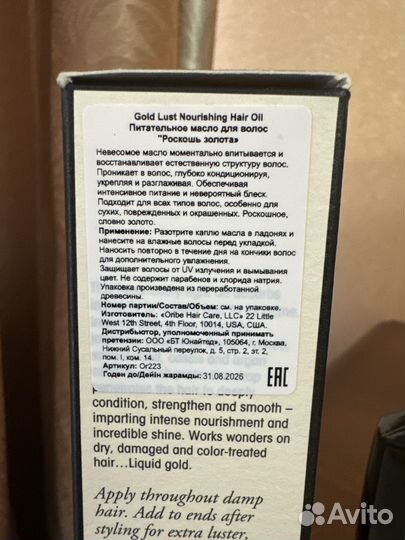 Gold Lust Nourishing Hair Oil
Питательное масло для волос
"Роскошь золота»
Невесомое масло моментально впитывается и
восстанавливает естественную структуру волос.
Проникает в волос, глубоко кондиционируя,
укрепляя и разглаживая. Обеспечивая
интенсивное питание и невероятный блеск.
Подходит для всех типов волос, особенно для
сухих, поврежденных и окрашенных. Роскошное,
словно золото.
Применение: Разотрите каплю масла в ладонях и
нанесите на влажные волосы перед укладкой.
Наносить повторно в течение дня на кончики волос
для дополнительного увлажнения.
Защищает волосы от UV излучения и вымывания
цвет. Не содержит парабенов и хлорида натрия.
Упаковка произведена из переработанной
древесины.
Номер партии/Состав/Объем: см. на упаковке.
Изготовитель: «Oribe Hair Care, LLC» 22 Little
West 12th Street, 4th Floor, 10014, USA, США.
Дистрибьютор, уполномоченный принимать
претензии: ООО «БТ Юнайтед», 105064, г. Москва,
Нижний Сусальный переулок, д. 5, стр. 2, эт. 2,
пом. I, ком. 14.
Артикул: Or223
Годен до/Дейiн жарамды: 31.08.2026
EAC
condition, strengthen and smooth –
imparting intense nourishment and
incredible shine. Works wonders on
dry, damaged and color-treated
hair...Liquid gold.
Apply throughout damp
hair. Add to ends after
styling for extra luster,
Avito